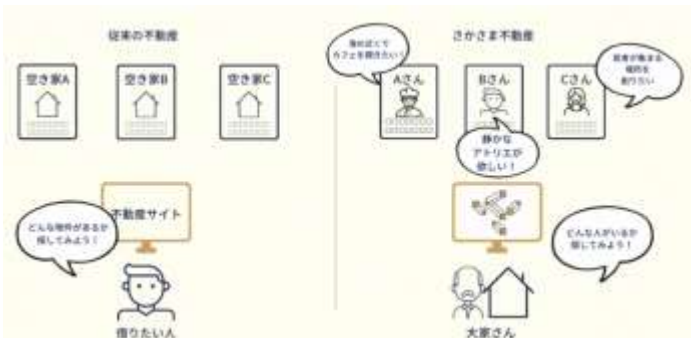 従来の不動産
空き家A
空き家B
空き家C
不動産サイト
どんな物件があるか
探してみよう！
借りたい人
さかさま不動産
海の近くで
カフェを開きたい！
Aさん
Bさん
Cさん
静かな
アトリエが
欲しい！
若者が集まる
場所を
創りたい
どんな人がいるか
探してみよう！
大家さん